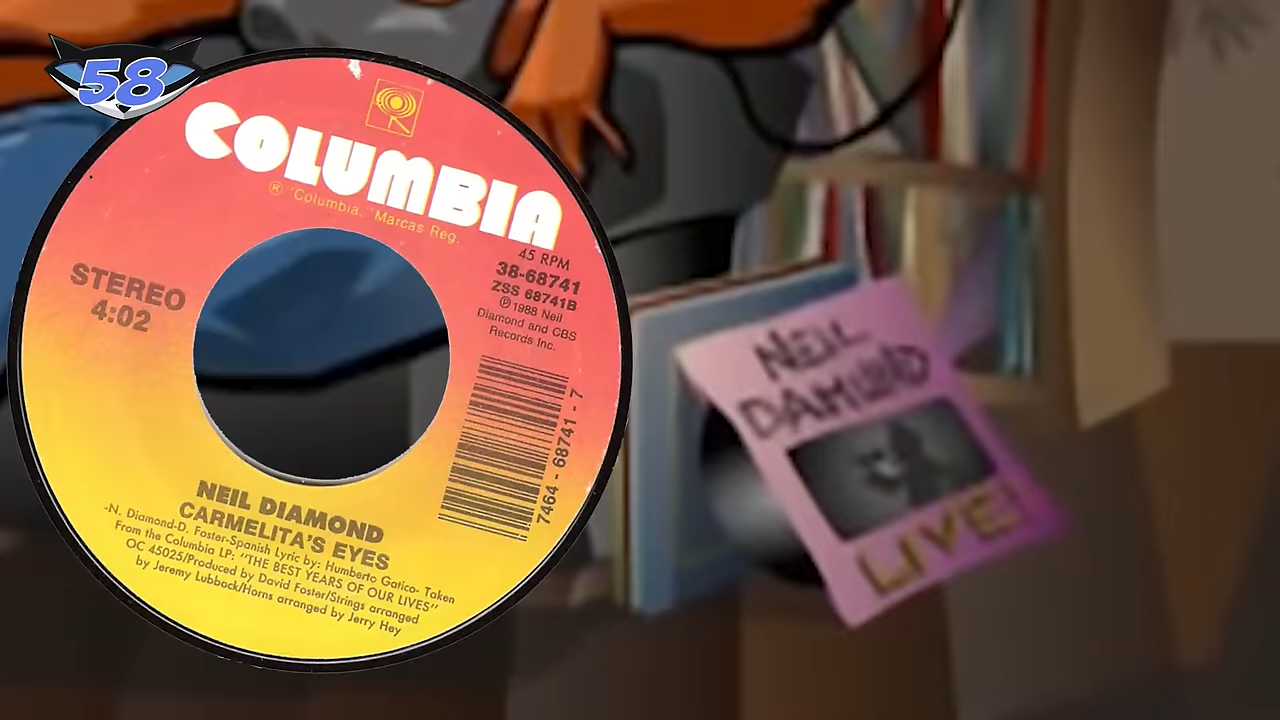 58
COLUMBIA
® "Columbia," Marcas Reg.
45 RPM
38-68741
ZSS 68741B
℗1988 Neil
Diamond and CBS
Records Inc.
STEREO
4:02
7464 - 68741 - 7
NEIL DIAMOND
CARMELITA'S EYES
-N. Diamond-D. Foster-Spanish Lyric by: Humberto Gatico- Taken
From the Columbia LP: "THE BEST YEARS OF OUR LIVES"
OC 45025/Produced by David Foster/Strings arranged
by Jeremy Lubbock/Horns arranged by Jerry Hey
NEIL
DAMUND
LIVE!